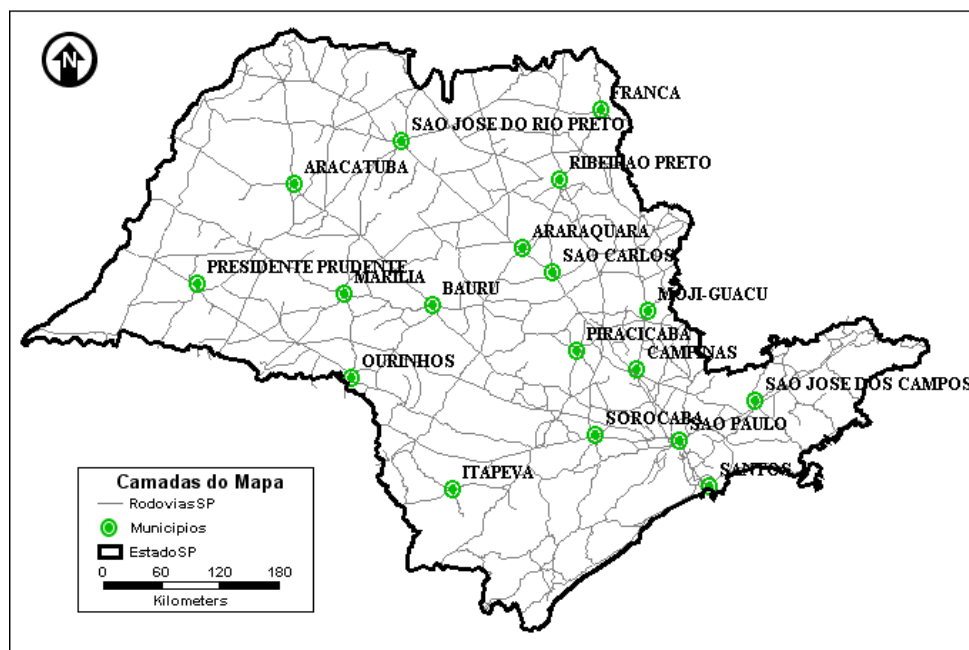 N
FRANCA
SAO JOSE DO RIO PRETO
RIBEIRAO PRETO
ARACATUBA
ARARAQUARA
SAO CARLOS
PRESIDENTE PRUDENTE
MARILIA
BAURU
MOJI-GUACU
PIRACICABA
CAMPINAS
OURINHOS
SAO JOSE DOS CAMPOS
SOROCABA
SAO PAULO
ITAPEVA
SANTOS
Camadas do Mapa
RodoviasSP
Municípios
EstadoSP
0 60 120 180
Kilometers